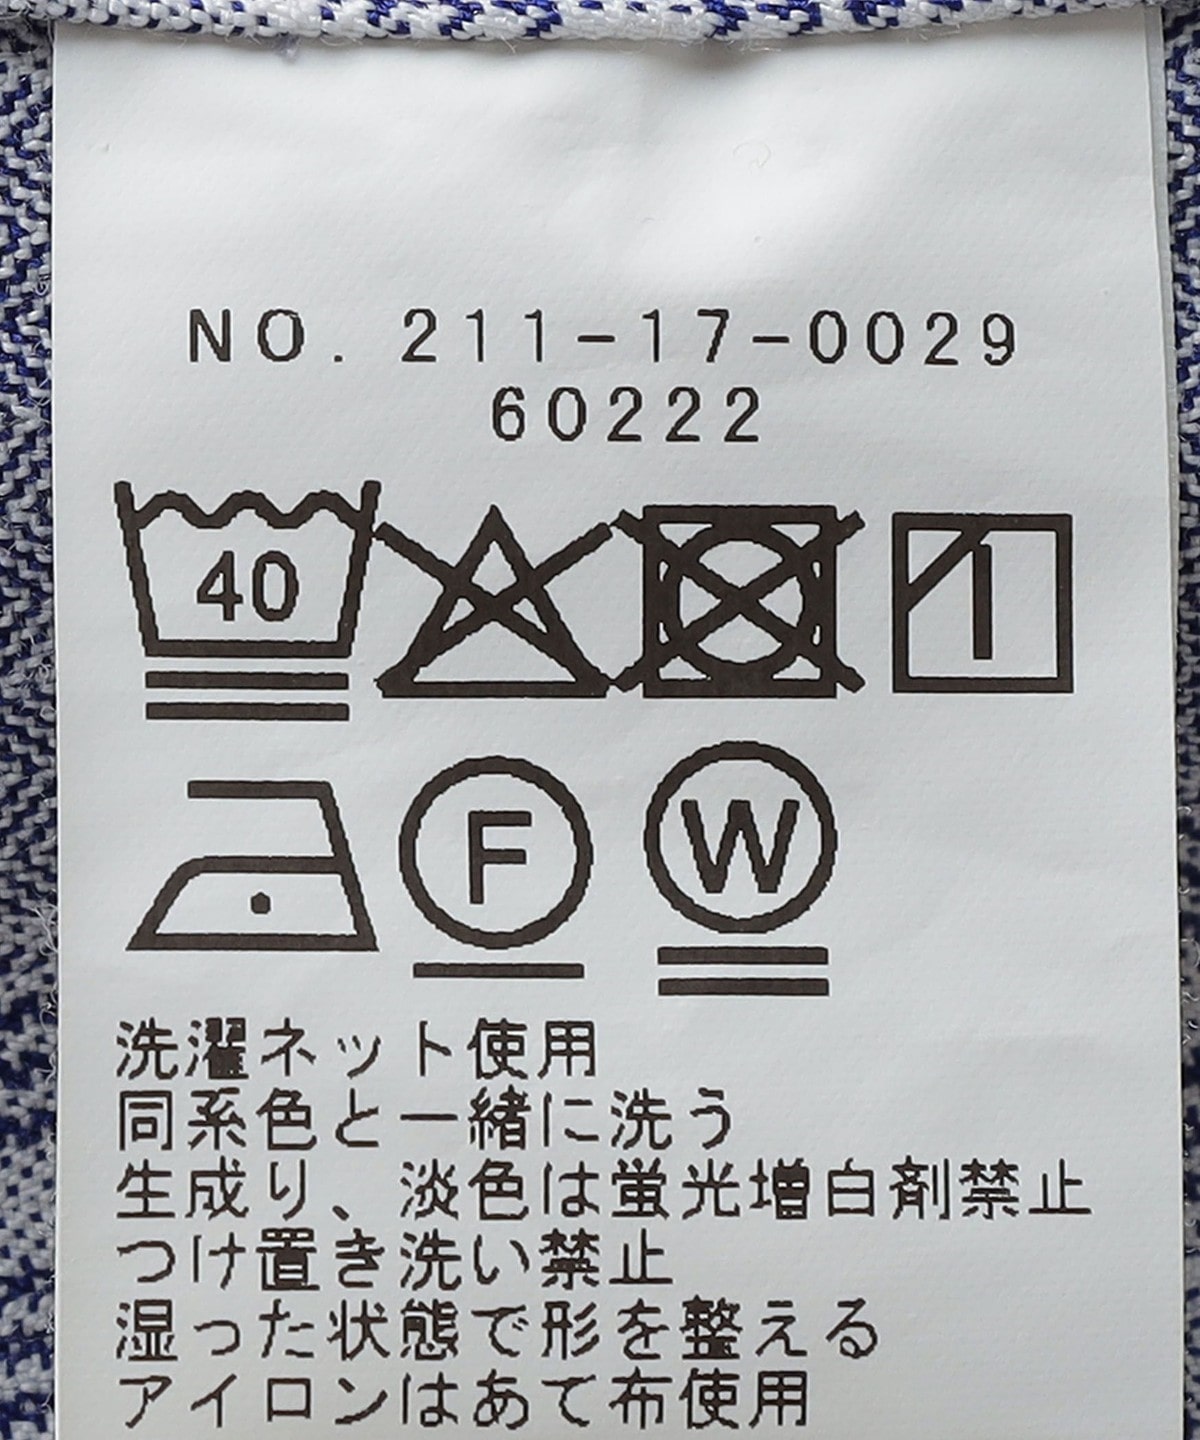 NO. 211-17-0029
60222
40
F W
洗濯ネット使用
同系色と一緒に洗う
生成り、淡色は蛍光増白剤禁止
つけ置き洗い禁止
湿った状態で形を整える
アイロンはあて布使用